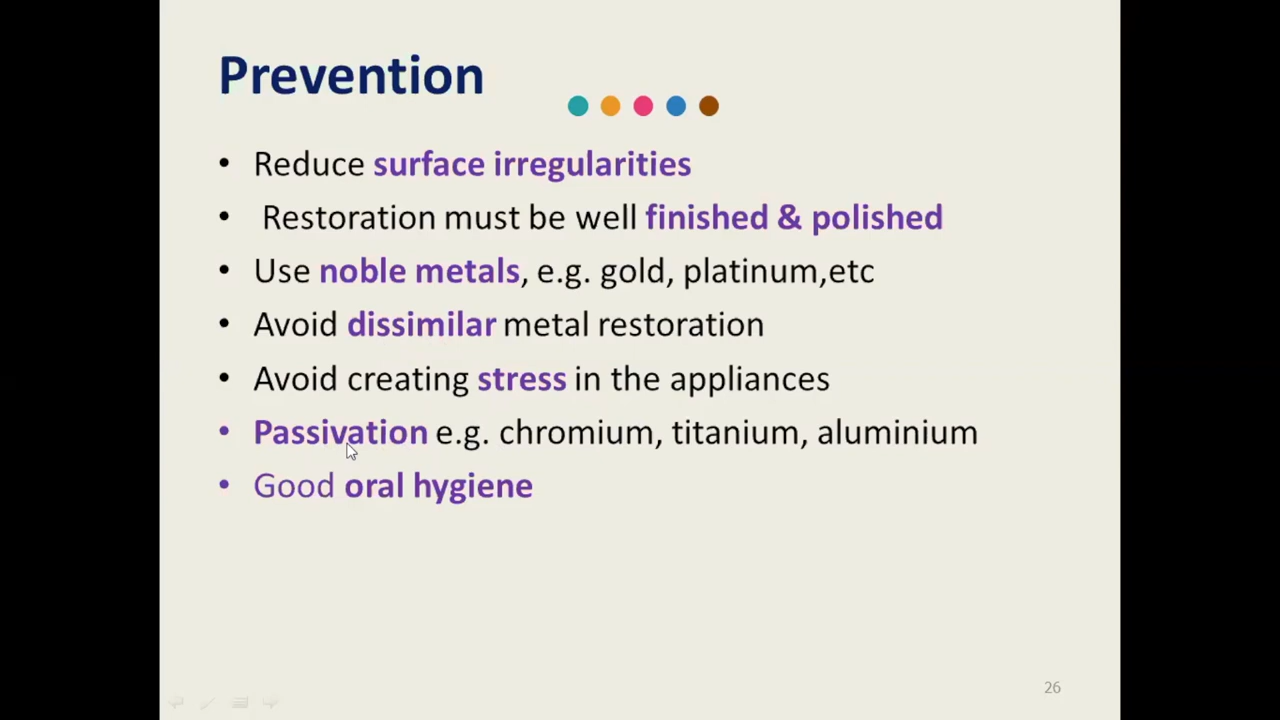 Prevention
• Reduce surface irregularities
• Restoration must be well finished & polished
• Use noble metals, e.g. gold, platinum,etc
• Avoid dissimilar metal restoration
• Avoid creating stress in the appliances
• Passivation e.g. chromium, titanium, aluminium
• Good oral hygiene
26